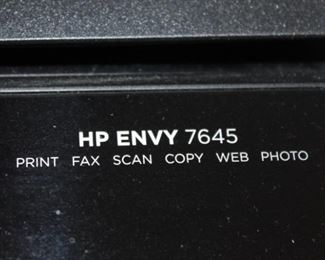 HP ENVY 7645
PRINT FAX SCAN COPY WEB PHOTO